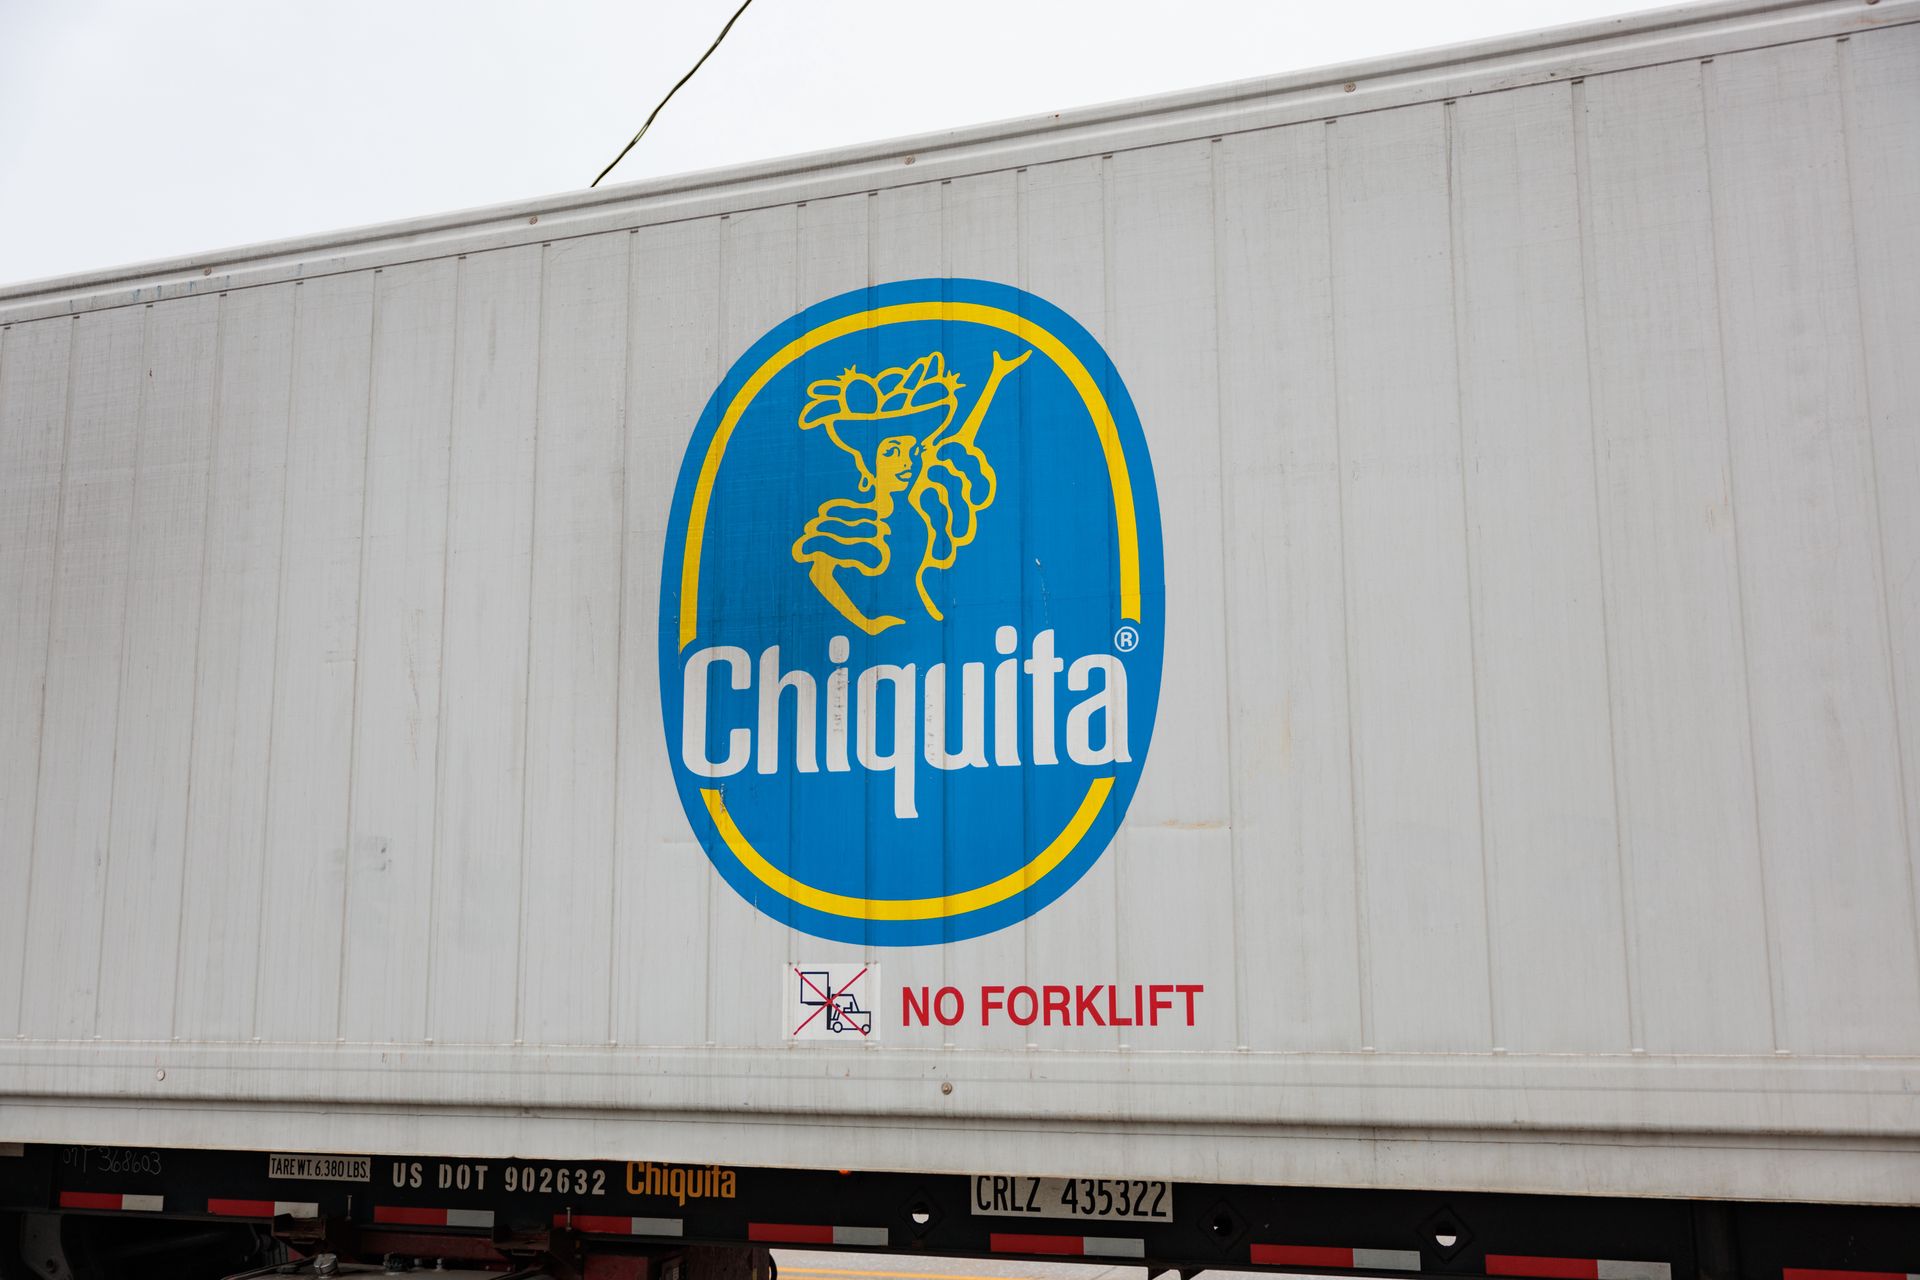 Chiquita®
NO FORKLIFT
TARE WT. 6,380 LBS.
US DOT 902632
Chiquita
CRLZ 435322